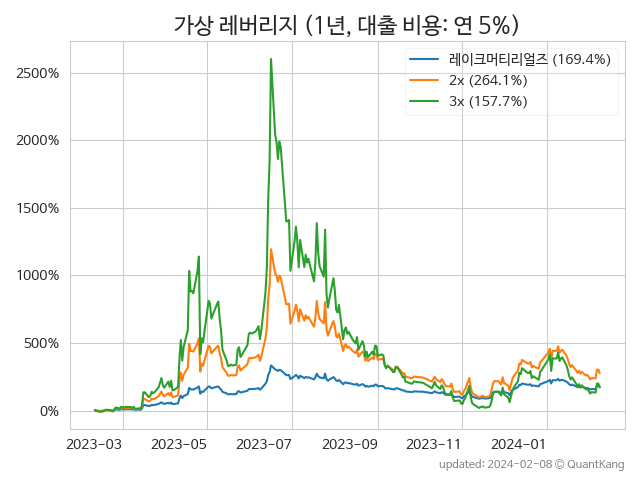 가상 레버리지 (1년, 대출 비용: 연 5%)
레이크머티리얼즈 (169.4%)
2x (264.1%)
3x (157.7%)
2500%
2000%
1500%
1000%
500%
0%
2023-03 2023-05 2023-07 2023-09 2023-11 2024-01
updated: 2024-02-08 © QuantKang